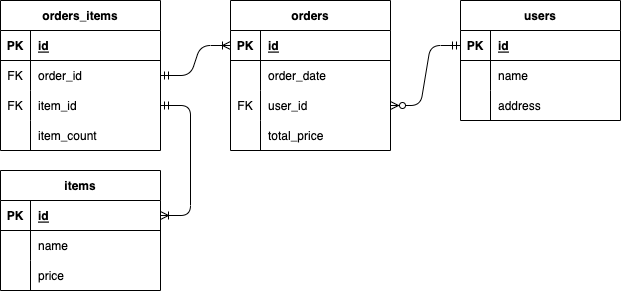 orders_items
PK id
FK order_id
FK item_id
item_count
orders
PK id
order_date
FK user_id
total_price
users
PK id
name
address
items
PK id
name
price